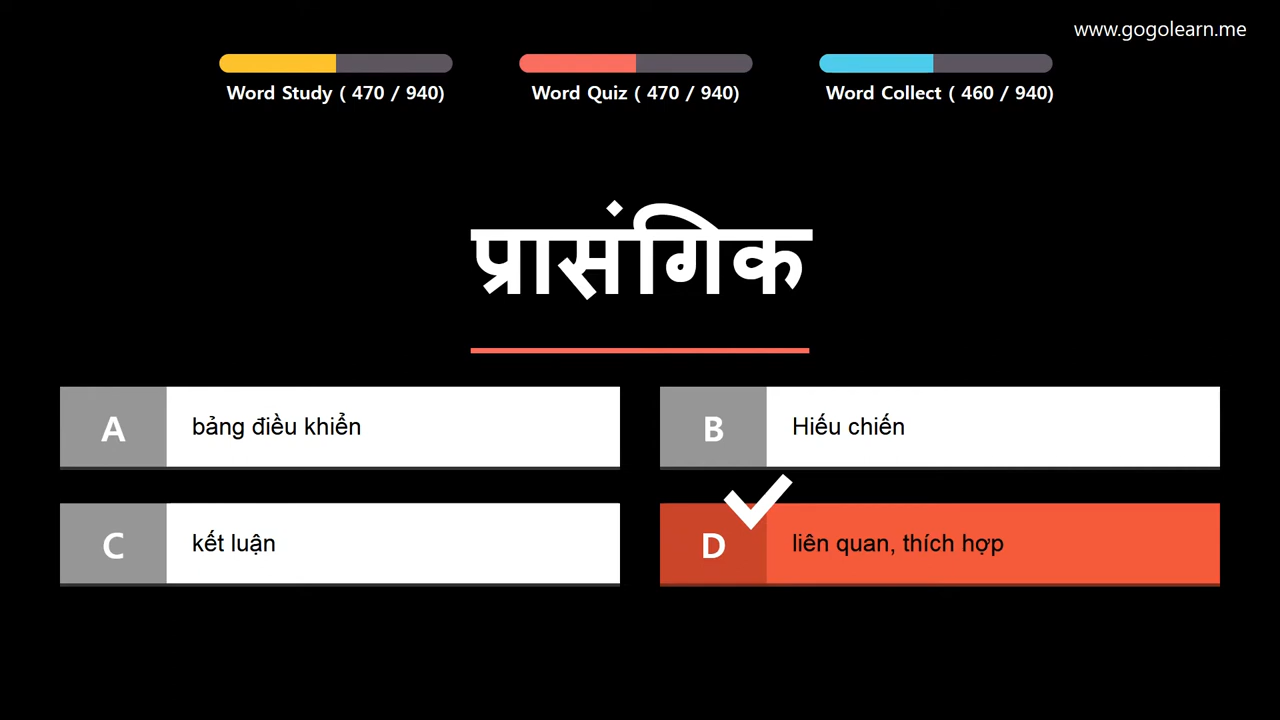 www.gogolearn.me
Word Study ( 470 / 940)
Word Quiz ( 470 / 940)
Word Collect ( 460 / 940)
प्रासंगिक
A bảng điều khiển
B Hiếu chiến
C kết luận
D liên quan, thích hợp